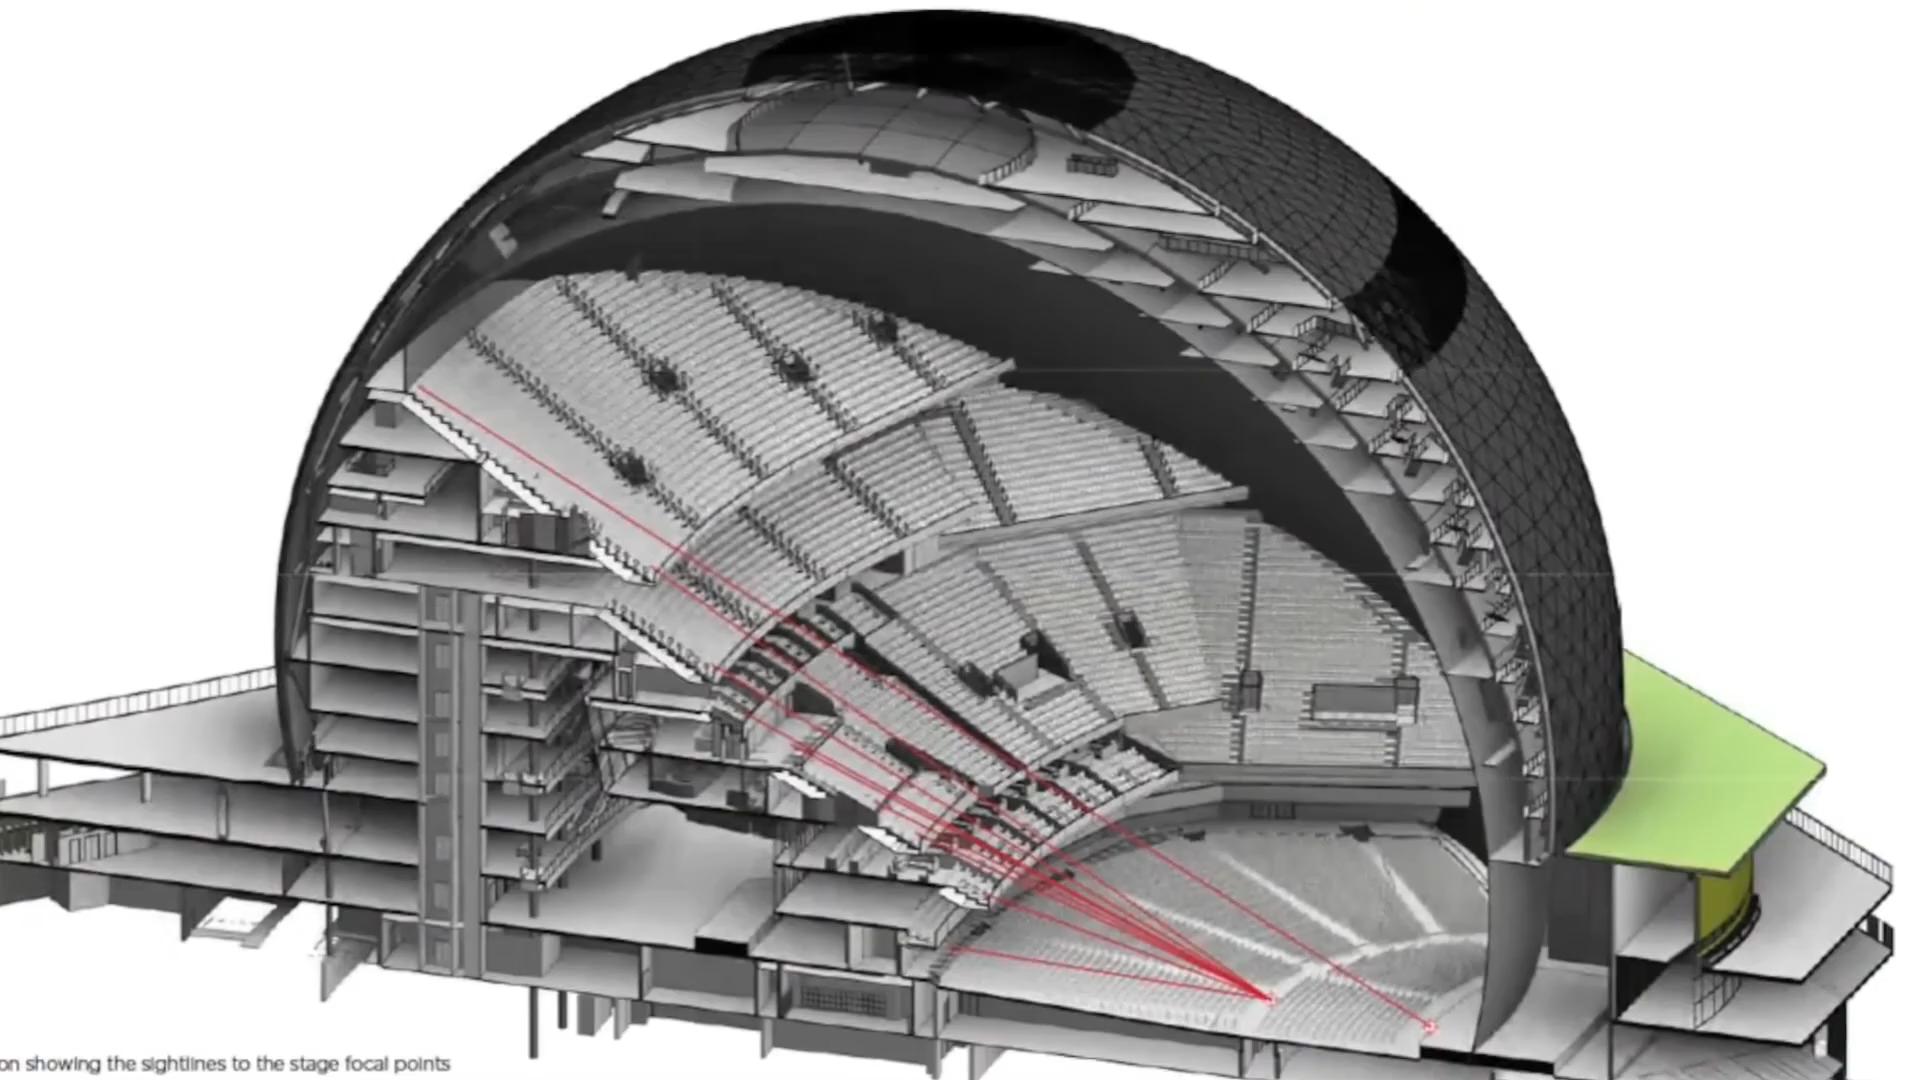 on showing the sightlines to the stage focal points